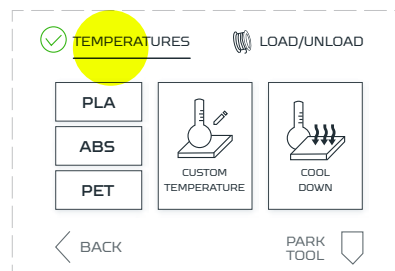 TEMPERATURES
LOAD/UNLOAD
PLA
ABS
PET
CUSTOM
TEMPERATURE
COOL
DOWN
BACK
PARK
TOOL